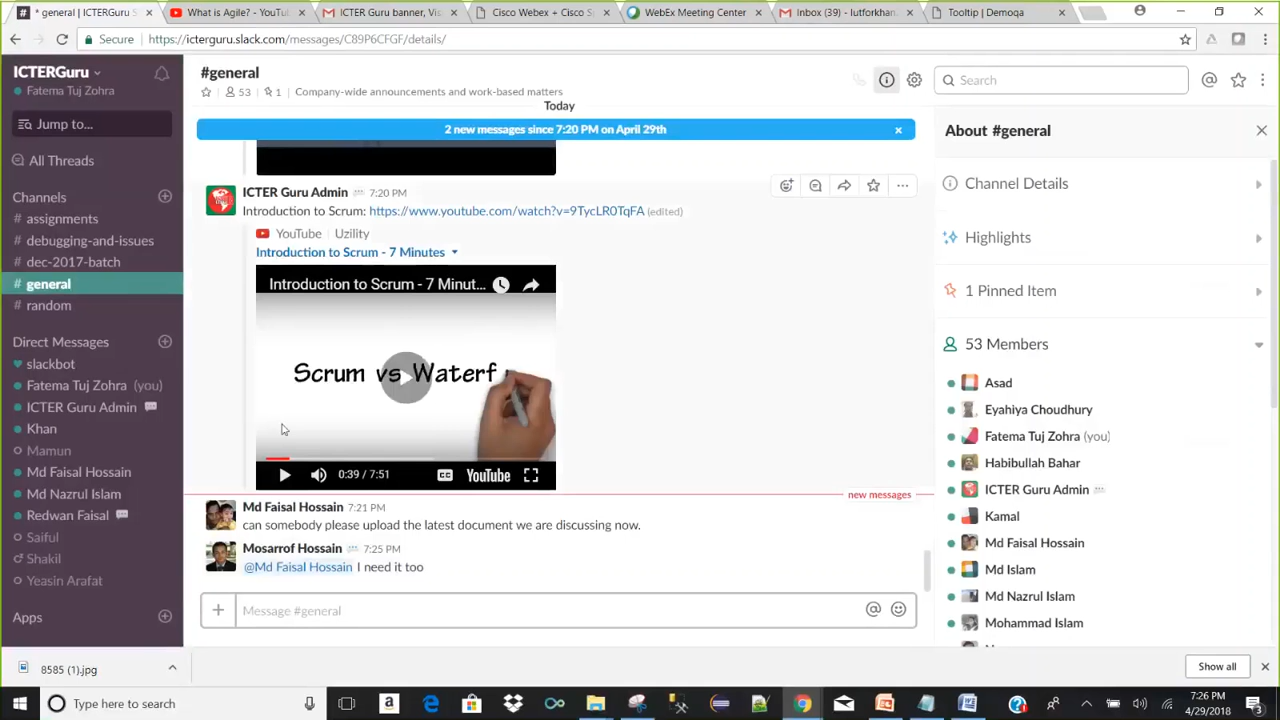 * general | ICTERGuru S
What is Agile? - YouTu
ICTER Guru banner, Vis
Cisco Webex + Cisco S
WebEx Meeting Center
Inbox (39) - lutforkhan.
Tooltip | Demoqa
Secure
https://icterguru.slack.com/messages/C89P6CFGF/details/
ICTERGuru
Fatema Tuj Zohra
Jump to...
All Threads
Channels
# assignments
# debugging-and-issues
# dec-2017-batch
# general
# random
Direct Messages
slackbot
Fatema Tuj Zohra (you)
ICTER Guru Admin
Khan
Mamun
Md Faisal Hossain
Md Nazrul Islam
Redwan Faisal
Saiful
Shakil
Yeasin Arafat
Apps
#general
53
1
Company-wide announcements and work-based matters
Search
Today
2 new messages since 7:20 PM on April 29th
ICTER Guru Admin 7:20 PM
Introduction to Scrum: https://www.youtube.com/watch?v=9TycLR0TqFA (edited)
YouTube Uzility
Introduction to Scrum - 7 Minutes
Introduction to Scrum - 7 Minut...
Scrum vs Waterf
0:39 / 7:51
CC
YouTube
new messages
Md Faisal Hossain 7:21 PM
can somebody please upload the latest document we are discussing now.
Mosarrof Hossain 7:25 PM
@Md Faisal Hossain I need it too
Message #general
About #general
Channel Details
Highlights
1 Pinned Item
53 Members
Asad
Eyahiya Choudhury
Fatema Tuj Zohra (you)
Habibullah Bahar
ICTER Guru Admin
Kamal
Md Faisal Hossain
Md Islam
Md Nazrul Islam
Mohammad Islam
8585 (1).jpg
Show all
Type here to search
7:26 PM
4/29/2018